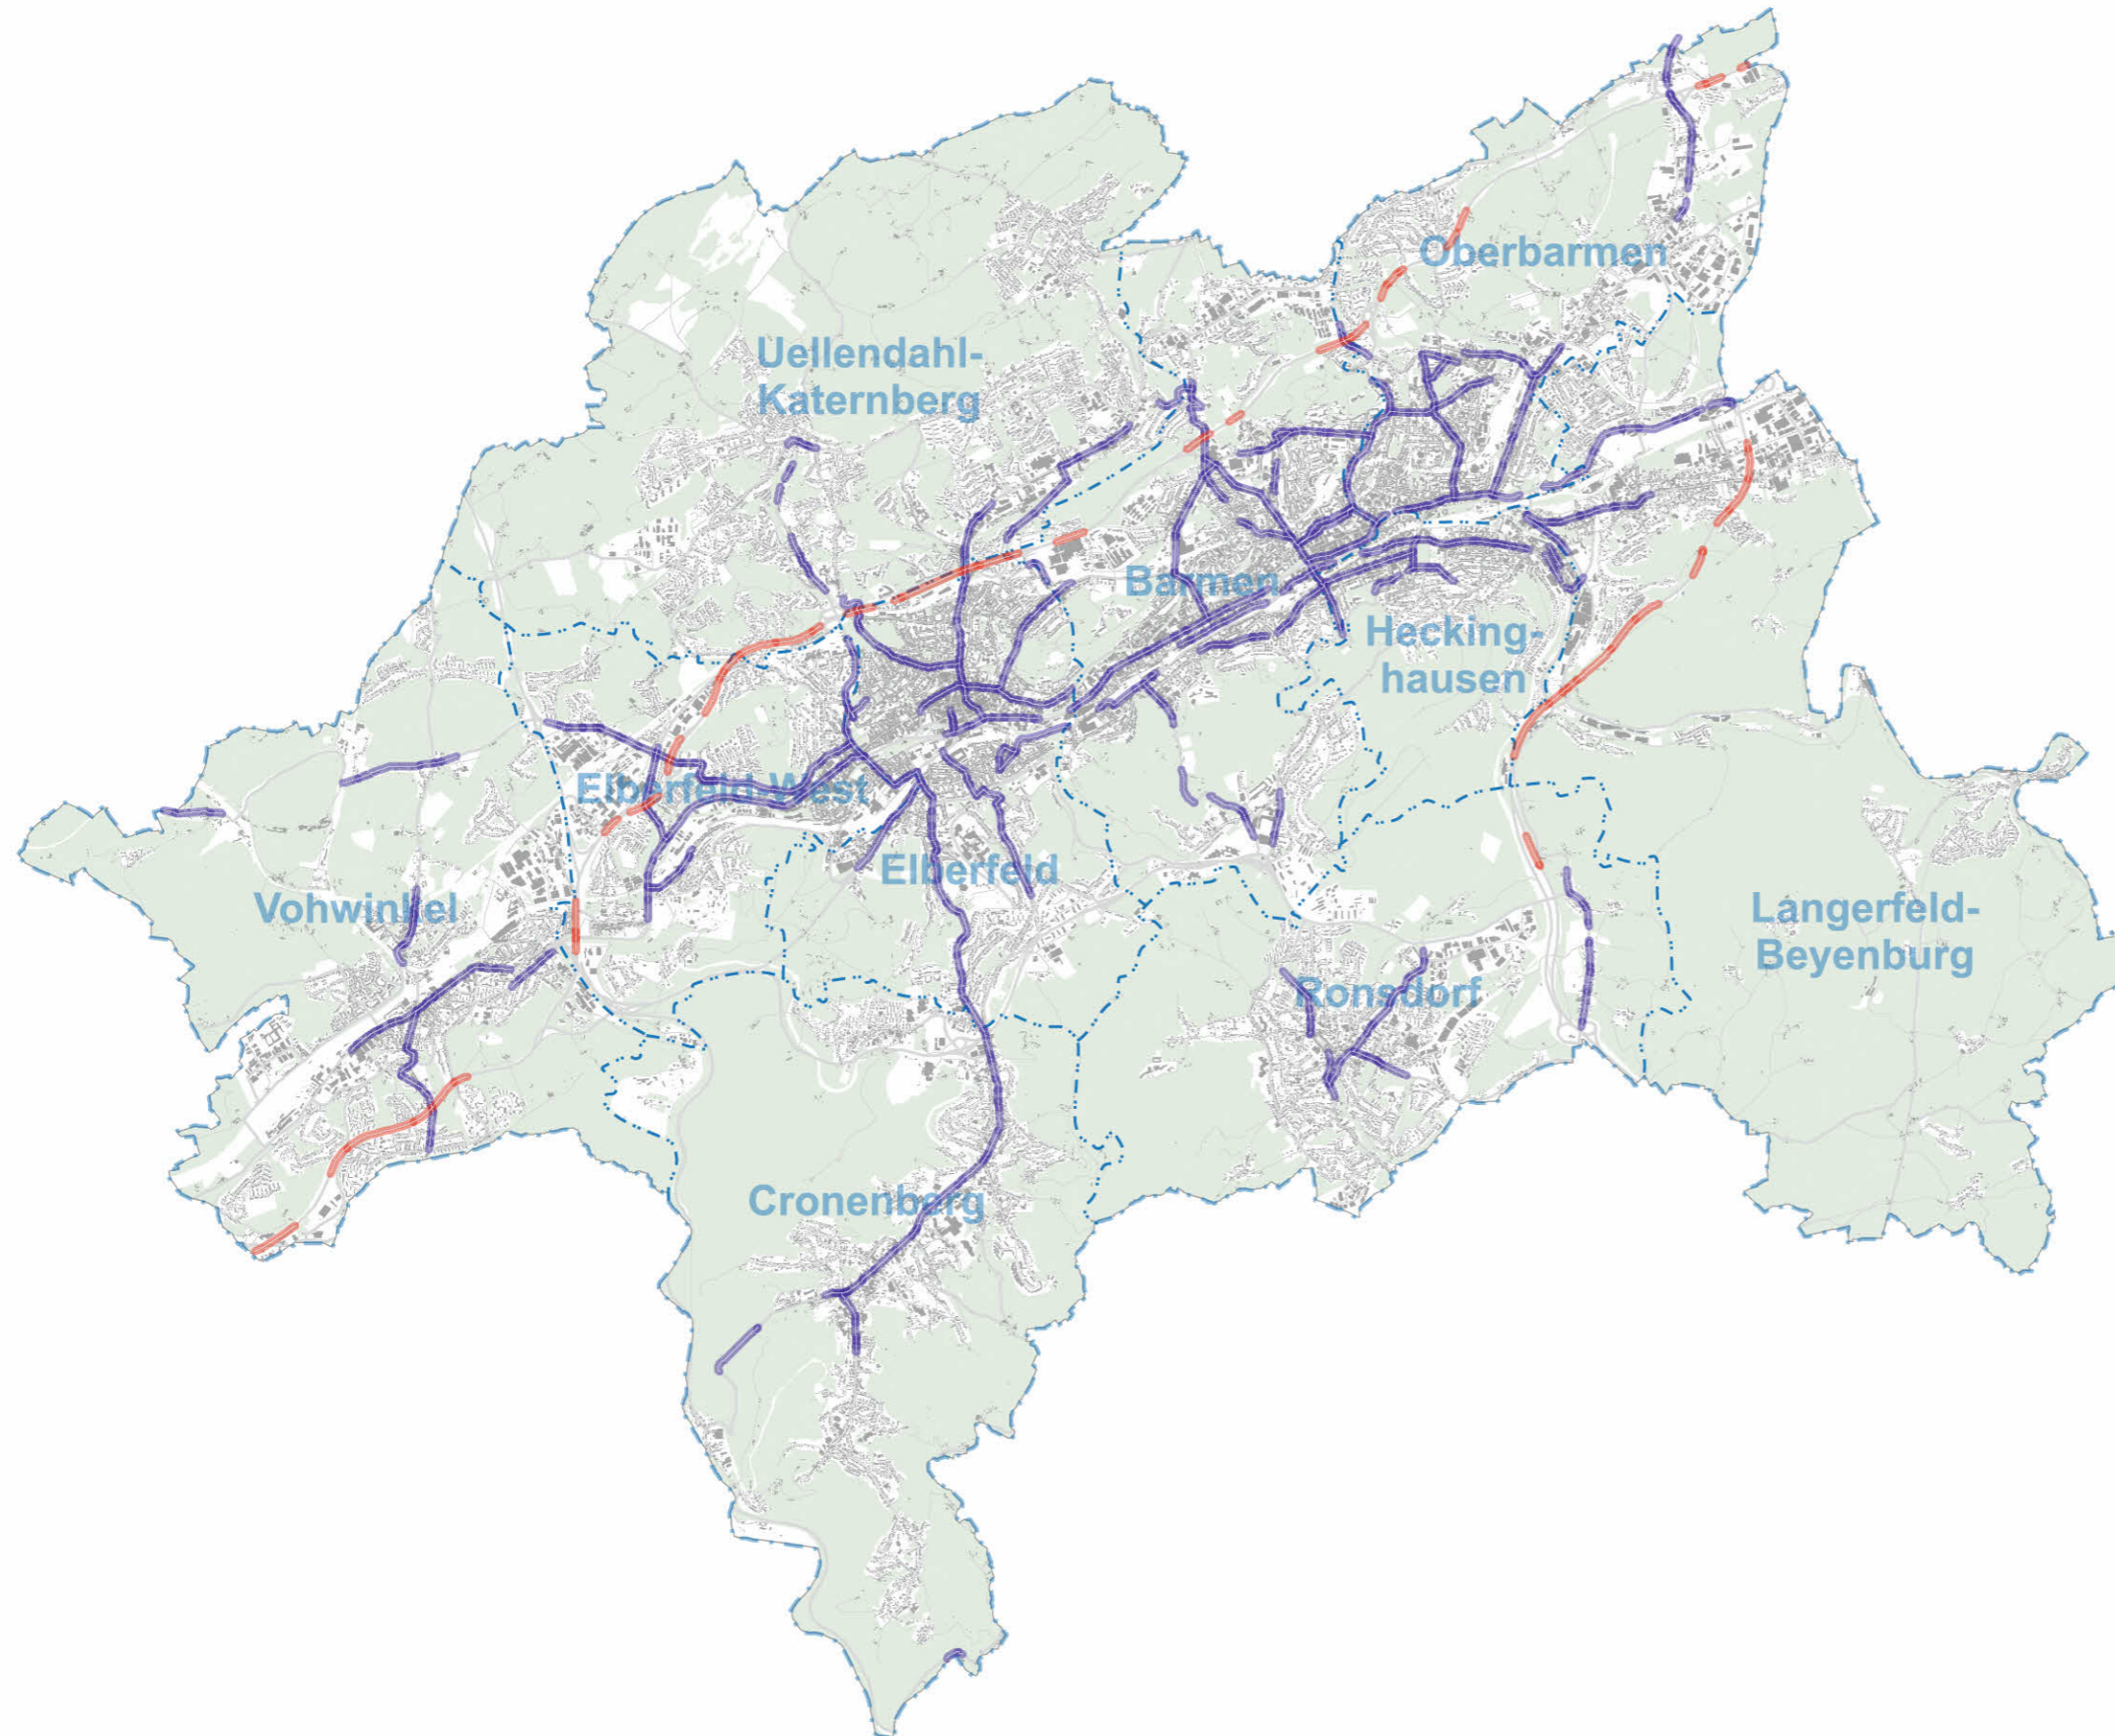 Oberbarmen
Uellendahl-
Katernberg
Barmen
Hecking-
hausen
Elberfeld-West
Elberfeld
Vohwinkel
Langerfeld-
Beyenburg
Ronsdorf
Cronenberg